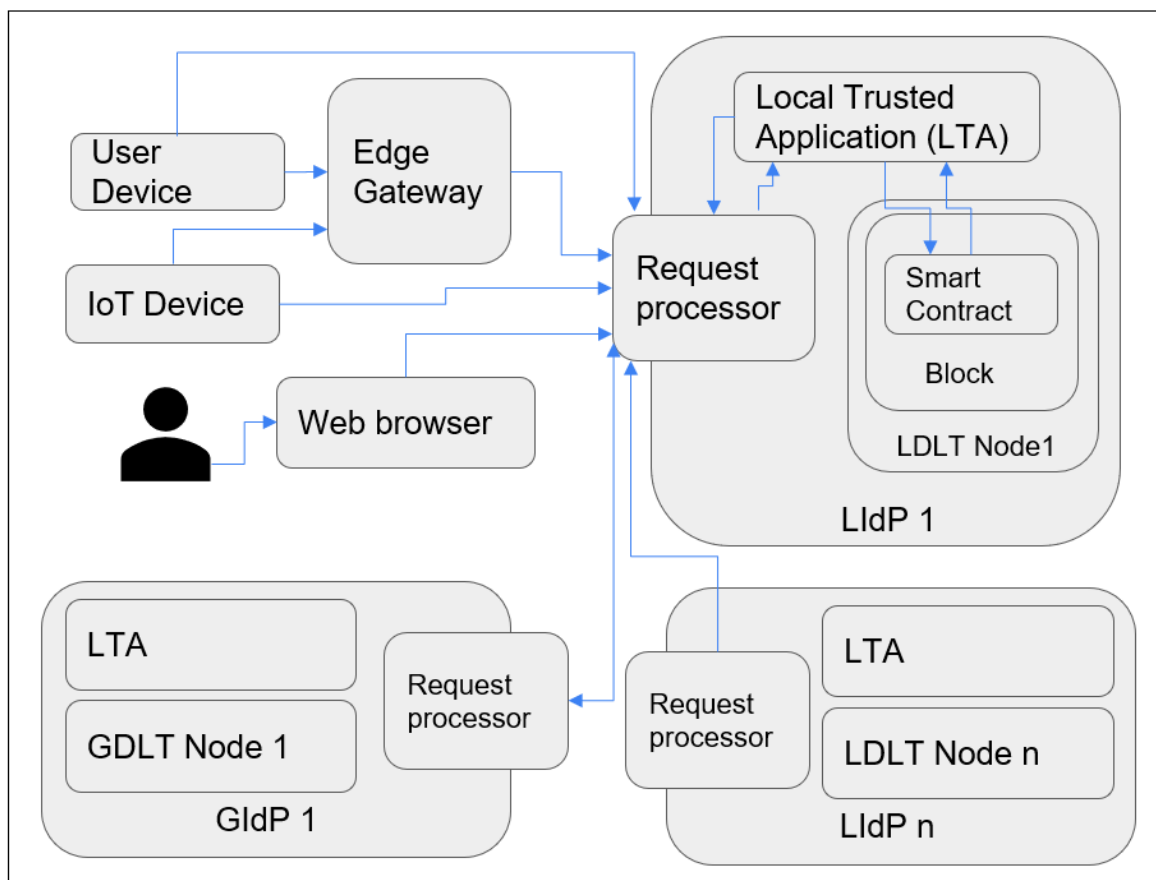 Local Trusted
Application (LTA)
User
Device
Edge
Gateway
IoT Device
Request
processor
Smart
Contract
Block
LDLT Node1
LIdP 1
Web browser
LTA
GDLT Node 1
Request
processor
GIdP 1
Request
processor
LTA
LDLT Node n
LIdP n